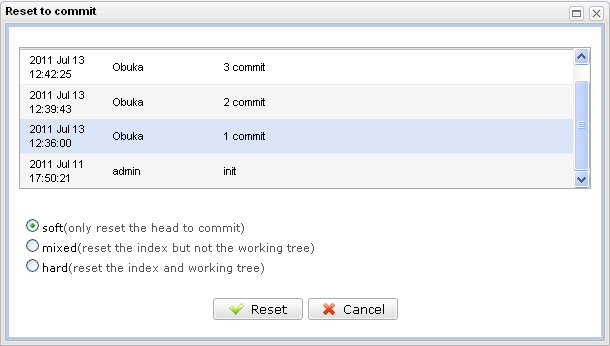 Reset to commit
2011 Jul 13
12:42:25 Obuka 3 commit
2011 Jul 13
12:39:43 Obuka 2 commit
2011 Jul 13
12:36:00 Obuka 1 commit
2011 Jul 11
17:50:21 admin init
soft(only reset the head to commit)
mixed(reset the index but not the working tree)
hard(reset the index and working tree)
Reset Cancel